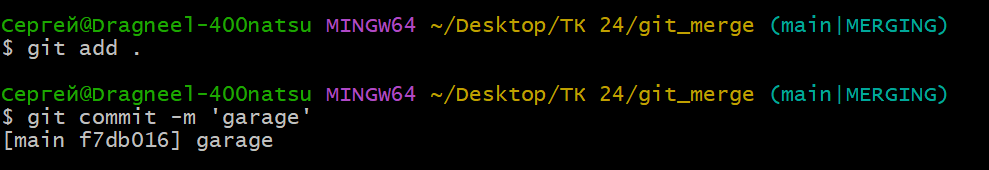 Сергей@Dragneel-400natsu MINGW64 ~/Desktop/TK 24/git_merge (main|MERGING)
$ git add .
Сергей@Dragneel-400natsu MINGW64 ~/Desktop/TK 24/git_merge (main|MERGING)
$ git commit -m 'garage'
[main f7db016] garage